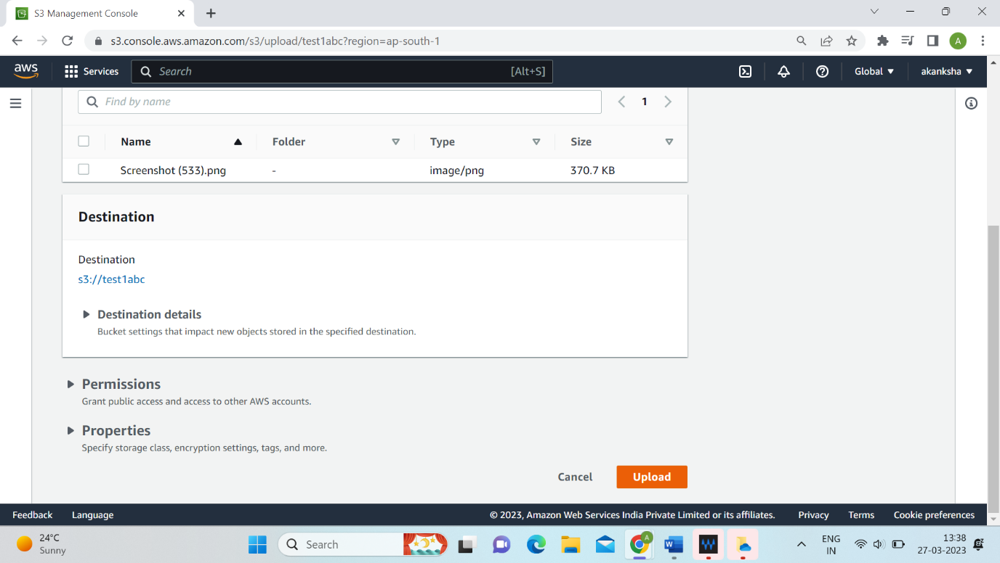 S3 Management Console
s3.console.aws.amazon.com/s3/upload/test1abc?region=ap-south-1
A
aws
Services
Search
[Alt+S]
Global
akanksha
Find by name
1
Name
Folder
Type
Size
Screenshot (533).png
-
image/png
370.7 KB
Destination
Destination
s3://test1abc
Destination details
Bucket settings that impact new objects stored in the specified destination.
Permissions
Grant public access and access to other AWS accounts.
Properties
Specify storage class, encryption settings, tags, and more.
Cancel
Upload
Feedback
Language
© 2023, Amazon Web Services India Private Limited or its affiliates.
Privacy
Terms
Cookie preferences
24°C
Sunny
Search
A
W
ENG
IN
13:38
27-03-2023